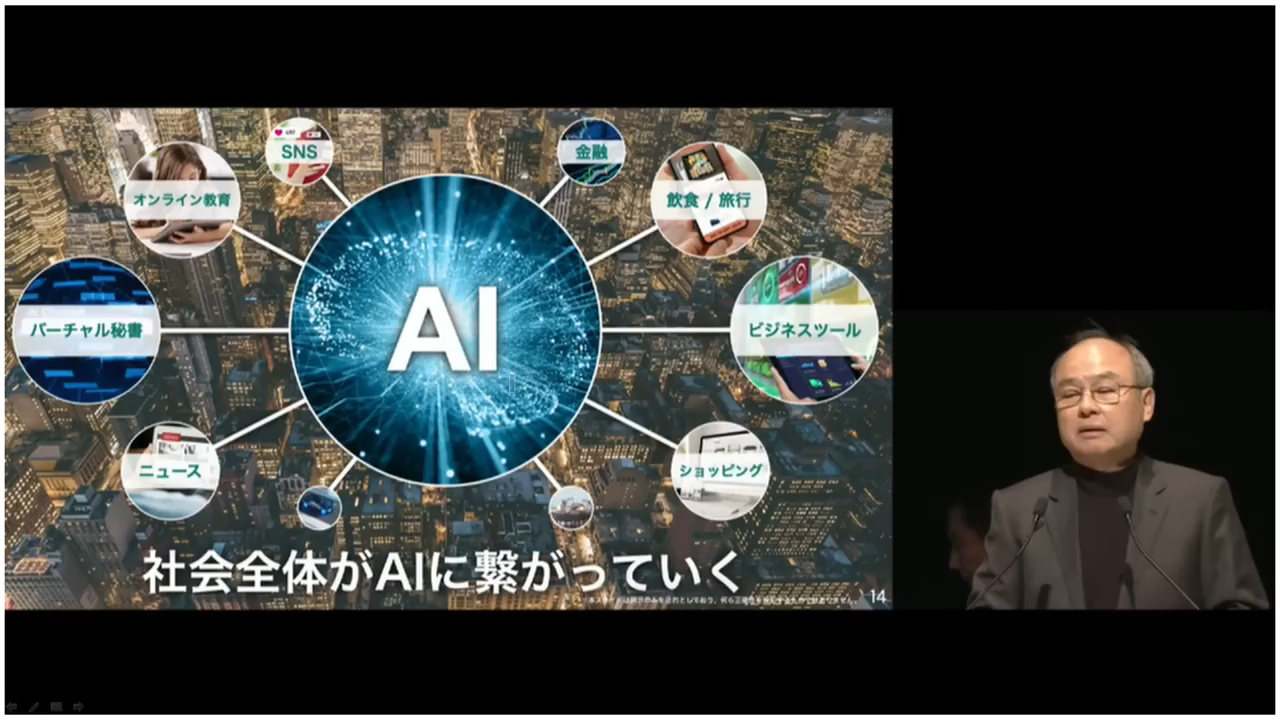 SNS
金融
オンライン教育
飲食 / 旅行
AI
バーチャル秘書
ビジネスツール
ニュース
ショッピング
社会全体がAIに繋がっていく
14